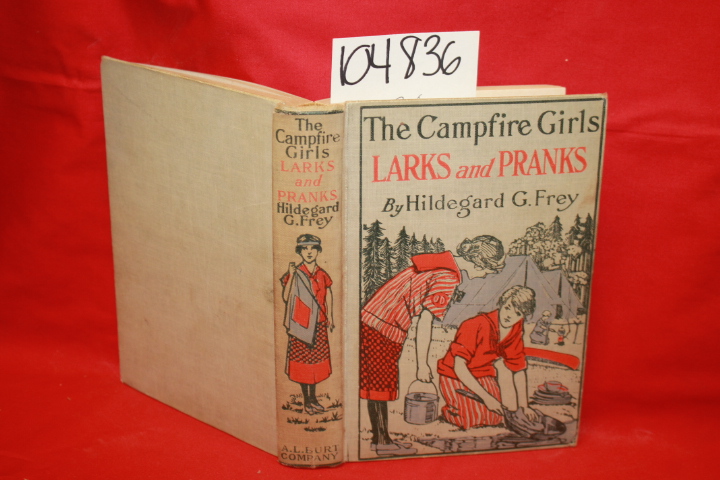 104836
The
Campfire
Girls
LARKS
and
PRANKS
Hildegard
G. Frey
A.L. BURT
COMPANY
The Campfire Girls
LARKS and PRANKS
By Hildegard G. Frey